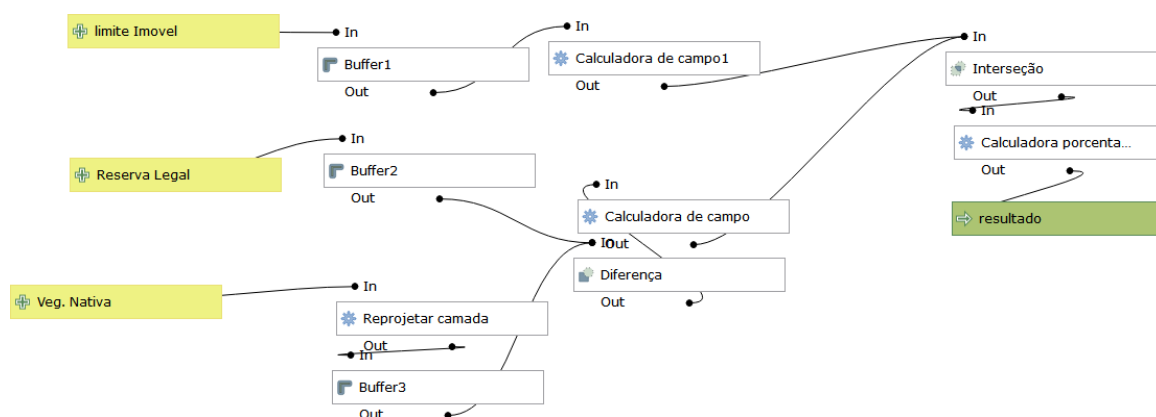 limite Imovel
In
Buffer1
Out
In
Calculadora de campo1
Out
In
Interseção
Out
In
Calculadora porcenta...
Out
resultado
Reserva Legal
In
Buffer2
Out
In
Calculadora de campo
Out
In
Diferença
Out
Veg. Nativa
In
Reprojetar camada
Out
In
Buffer3
Out